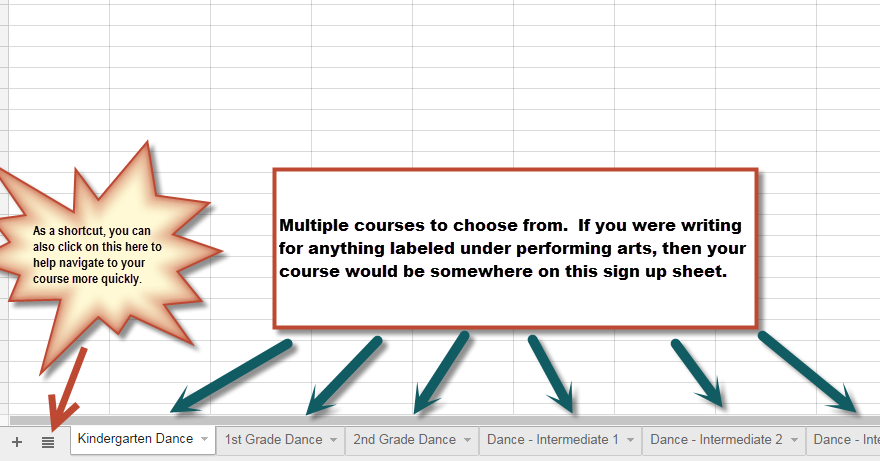 As a shortcut, you can
also click on this here to
help navigate to your
course more quickly.
Multiple courses to choose from.  If you were writing
for anything labeled under performing arts, then your
course would be somewhere on this sign up sheet.
Kindergarten Dance 1st Grade Dance 2nd Grade Dance Dance - Intermediate 1 Dance - Intermediate 2 Dance - Inte